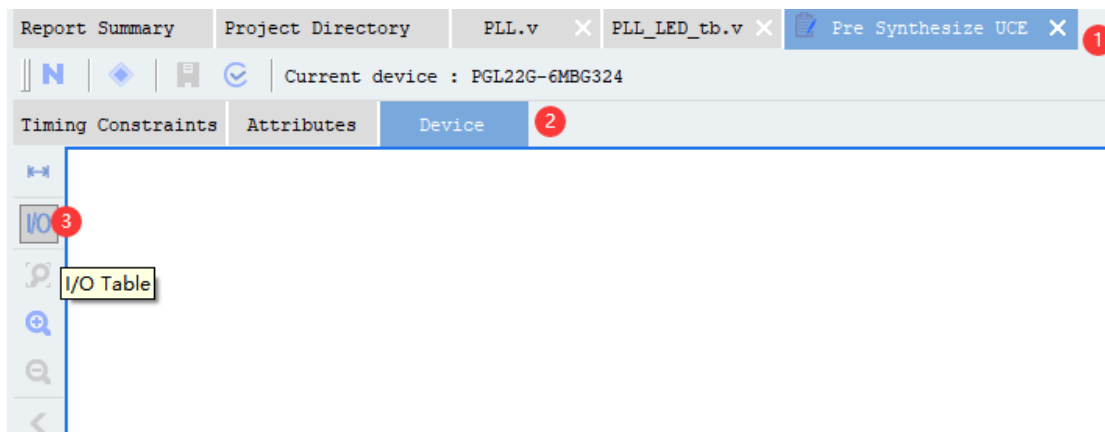 Report Summary Project Directory PLL.v PLL_LED_tb.v Pre Synthesize UCE 1
N Current device : PGL22G-6MBG324
Timing Constraints Attributes Device 2
I/O 3
I/O Table